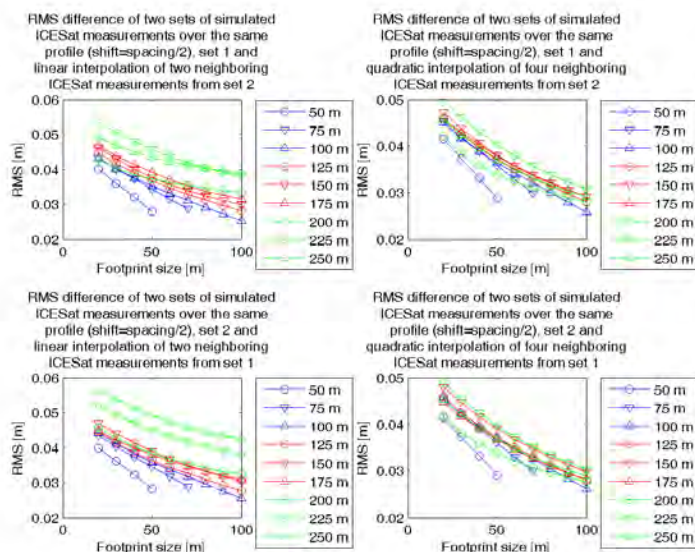 RMS difference of two sets of simulated
ICESat measurements over the same
profile (shift=spacing/2), set 1 and
linear interpolation of two neighboring
ICESat measurements from set 2
0.06
0.05
0.04
0.03
0.02
RMS [m]
0
50
100
Footprint size [m]
50 m
75 m
100 m
125 m
150 m
175 m
200 m
225 m
250 m
RMS difference of two sets of simulated
ICESat measurements over the same
profile (shift=spacing/2), set 1 and
quadratic interpolation of four neighboring
ICESat measurements from set 2
0.05
0.04
0.03
0.02
RMS [m]
0
50
100
Footprint size [m]
50 m
75 m
100 m
125 m
150 m
175 m
200 m
225 m
250 m
RMS difference of two sets of simulated
ICESat measurements over the same
profile (shift=spacing/2), set 2 and
linear interpolation of two neighboring
ICESat measurements from set 1
0.06
0.05
0.04
0.03
0.02
RMS [m]
0
50
100
Footprint size [m]
50 m
75 m
100 m
125 m
150 m
175 m
200 m
225 m
250 m
RMS difference of two sets of simulated
ICESat measurements over the same
profile (shift=spacing/2), set 2 and
quadratic interpolation of four neighboring
ICESat measurements from set 1
0.05
0.04
0.03
0.02
RMS [m]
0
50
100
Footprint size [m]
50 m
75 m
100 m
125 m
150 m
175 m
200 m
225 m
250 m